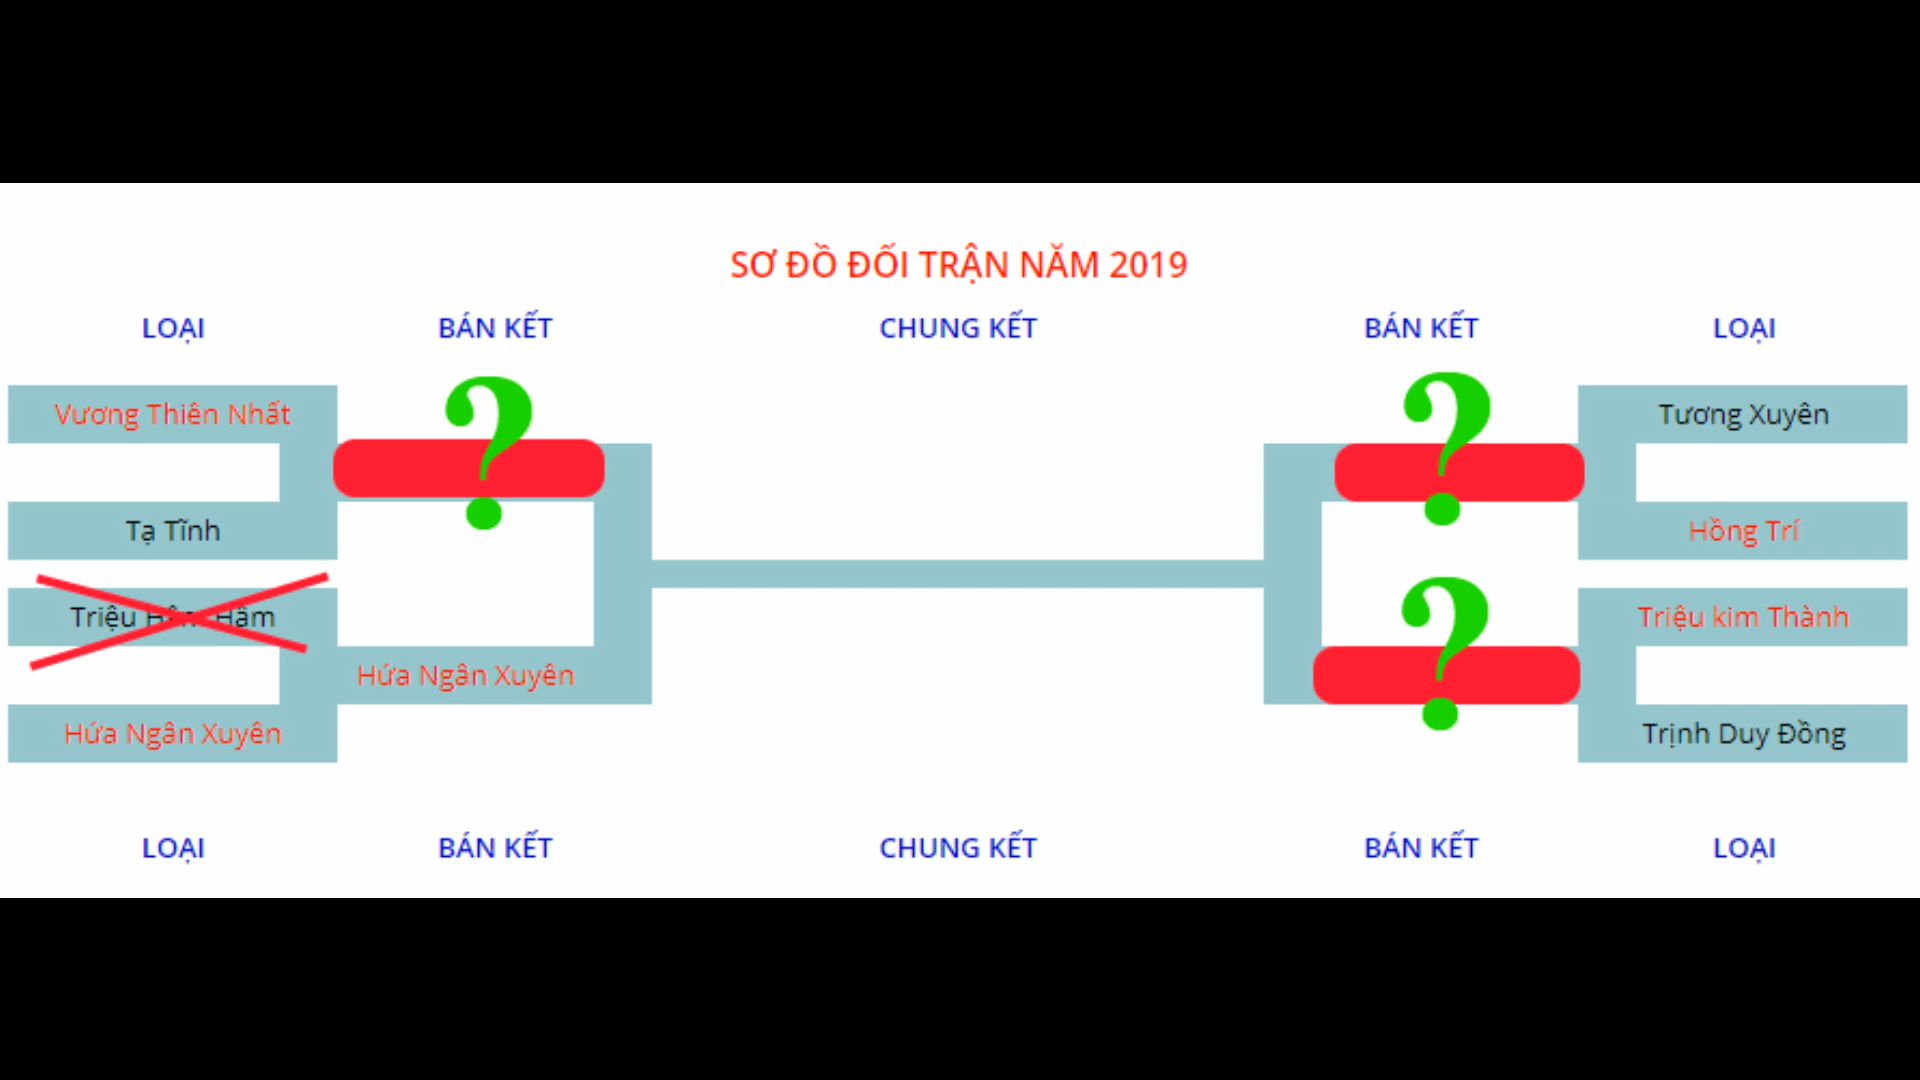 SƠ ĐỒ ĐỐI TRẬN NĂM 2019
LOẠI
BÁN KẾT
CHUNG KẾT
BÁN KẾT
LOẠI
Vương Thiên Nhất
?
?
Tương Xuyên
Tạ Tĩnh
Hồng Trí
Triệu
?
Triệu kim Thành
Hứa Ngân Xuyên
Hứa Ngân Xuyên
Trịnh Duy Đồng
LOẠI
BÁN KẾT
CHUNG KẾT
BÁN KẾT
LOẠI